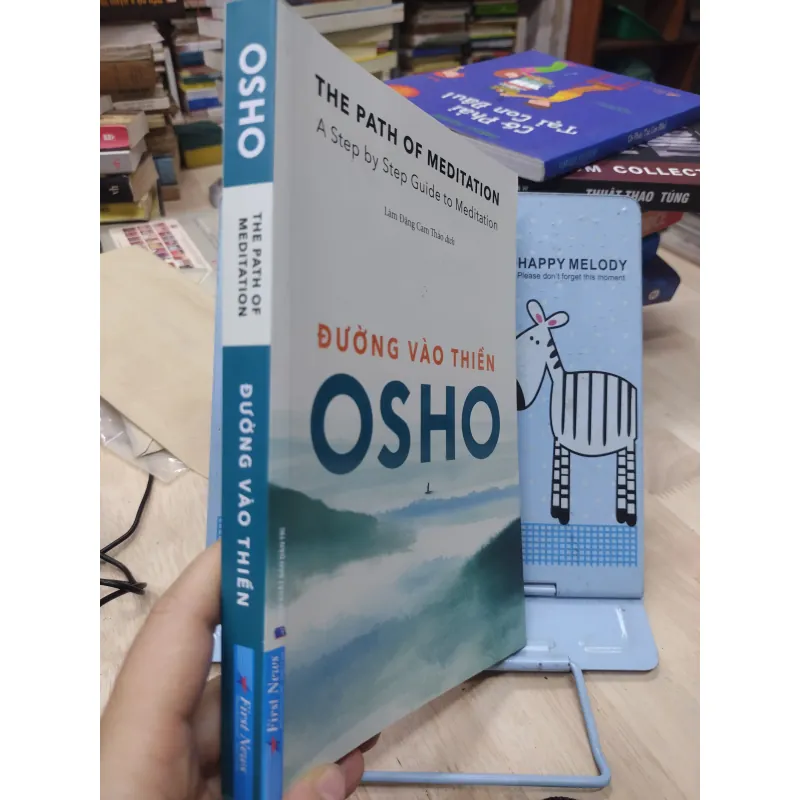 OSHO
THE PATH OF
MEDITATION
ĐƯỜNG VÀO THIỀN
First News
THE PATH OF MEDITATION
A Step by Step Guide to Meditation
Lâm Đặng Cam Thảo dịch
ĐƯỜNG VÀO THIỀN
OSHO
First News
Cô Phải
Tại Con Đâu!
M COLLECT
THUẬT THAO TÚNG
HAPPY MELODY
Please don't forget this moment